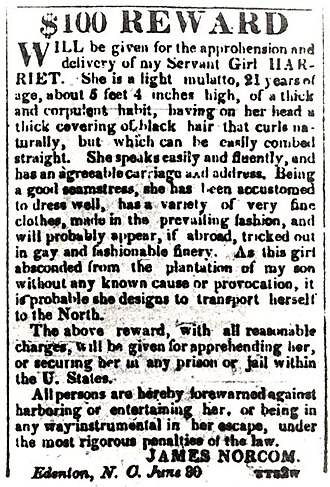 $100 REWARD
WILL be given for the approhension and
delivery of my Servant Girl HAR-
RIET. She is a light mulatto, 21 years of
age, about 5 feet 4 inches high, of a thick
and corpulent habit, having on her head a
thick covering of black hair that curls na-
turally, but which can be easily combed
straight. She speaks easily and fluently, and
has an agreeable carriage and address. Being
a good seamstress, she has been accustomed
to dress well, has a variety of very fine
clothes, made in the prevailing fashion, and
will probably appear, if abroad, tricked out
in gay and fashionable finery. As this girl
absconded from the plantation of my son
without any known cause or provocation, it
is probable she designs to transport herself
to the North.
The above reward, with all reasonable
charges, will be given for apprehending her,
or securing her in any prison or jail within
the U. States.
All persons are hereby forewarned against
harboring or entertaining her, or being in
any way instrumental in her escape, under
the most rigorous penalties of the law.
JAMES NORCOM.
Edenton, N. C. June 30